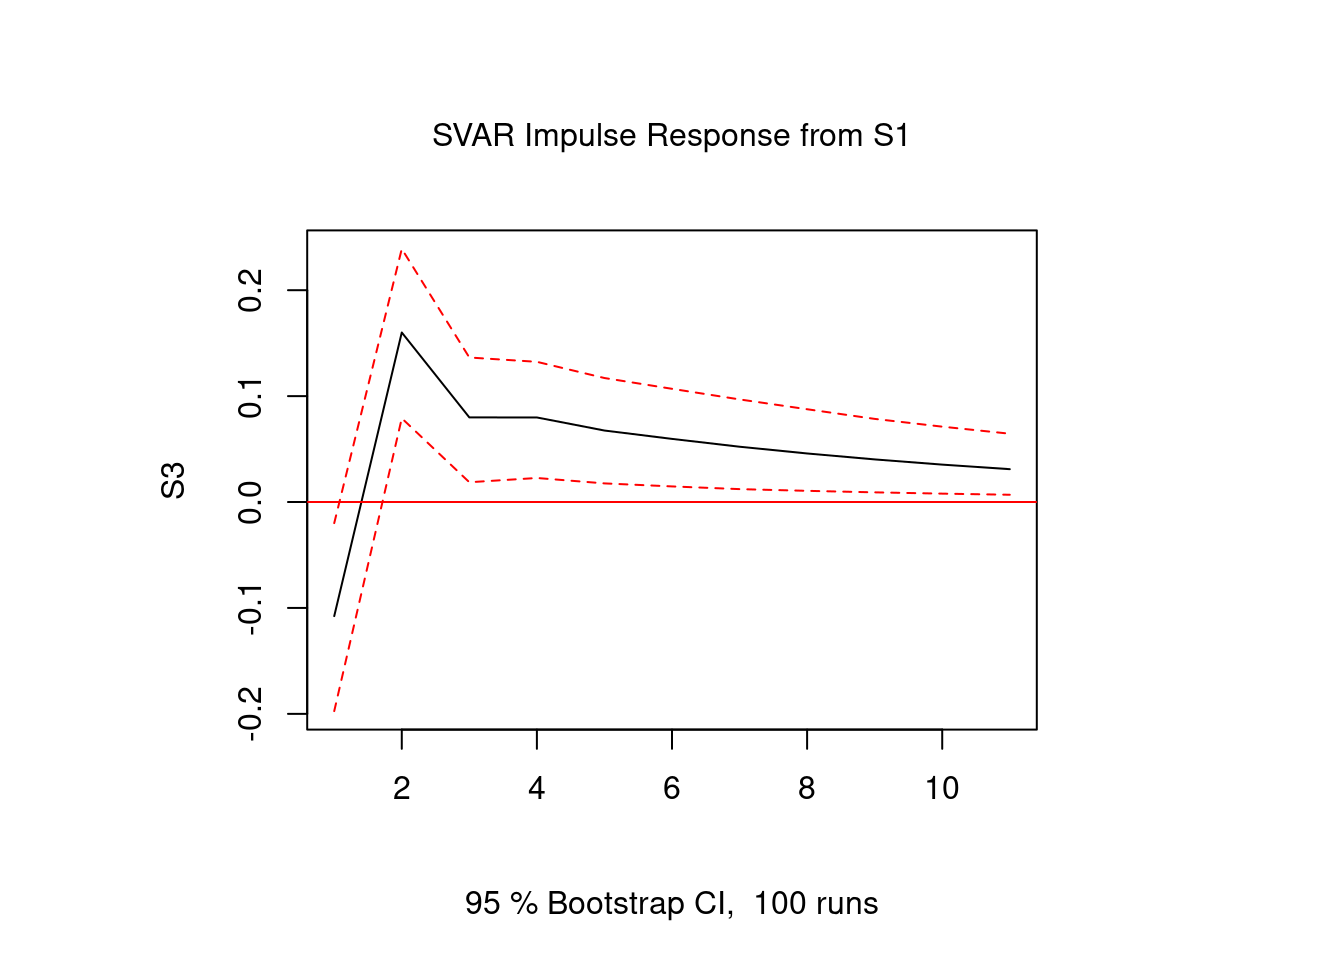 SVAR Impulse Response from S1
S3
0.2
0.1
0.0
-0.1
-0.2
2 4 6 8 10
95 % Bootstrap CI,  100 runs